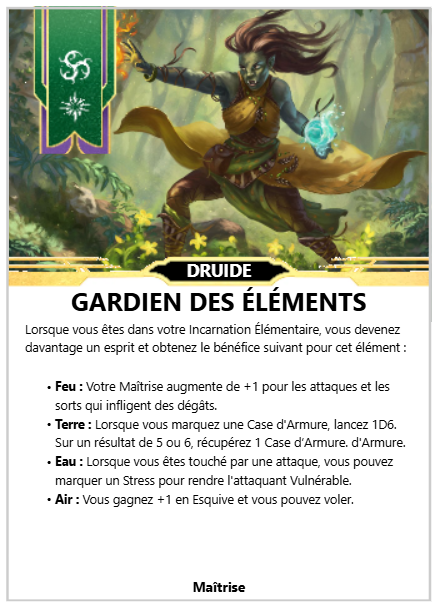 DRUIDE
GARDIEN DES ÉLÉMENTS
Lorsque vous êtes dans votre Incarnation Élémentaire, vous devenez
davantage un esprit et obtenez le bénéfice suivant pour cet élément :
• Feu : Votre Maîtrise augmente de +1 pour les attaques et les
sorts qui infligent des dégâts.
• Terre : Lorsque vous marquez une Case d'Armure, lancez 1D6.
Sur un résultat de 5 ou 6, récupérez 1 Case d’Armure. d'Armure.
• Eau : Lorsque vous êtes touché par une attaque, vous pouvez
marquer un Stress pour rendre l'attaquant Vulnérable.
• Air : Vous gagnez +1 en Esquive et vous pouvez voler.
Maîtrise